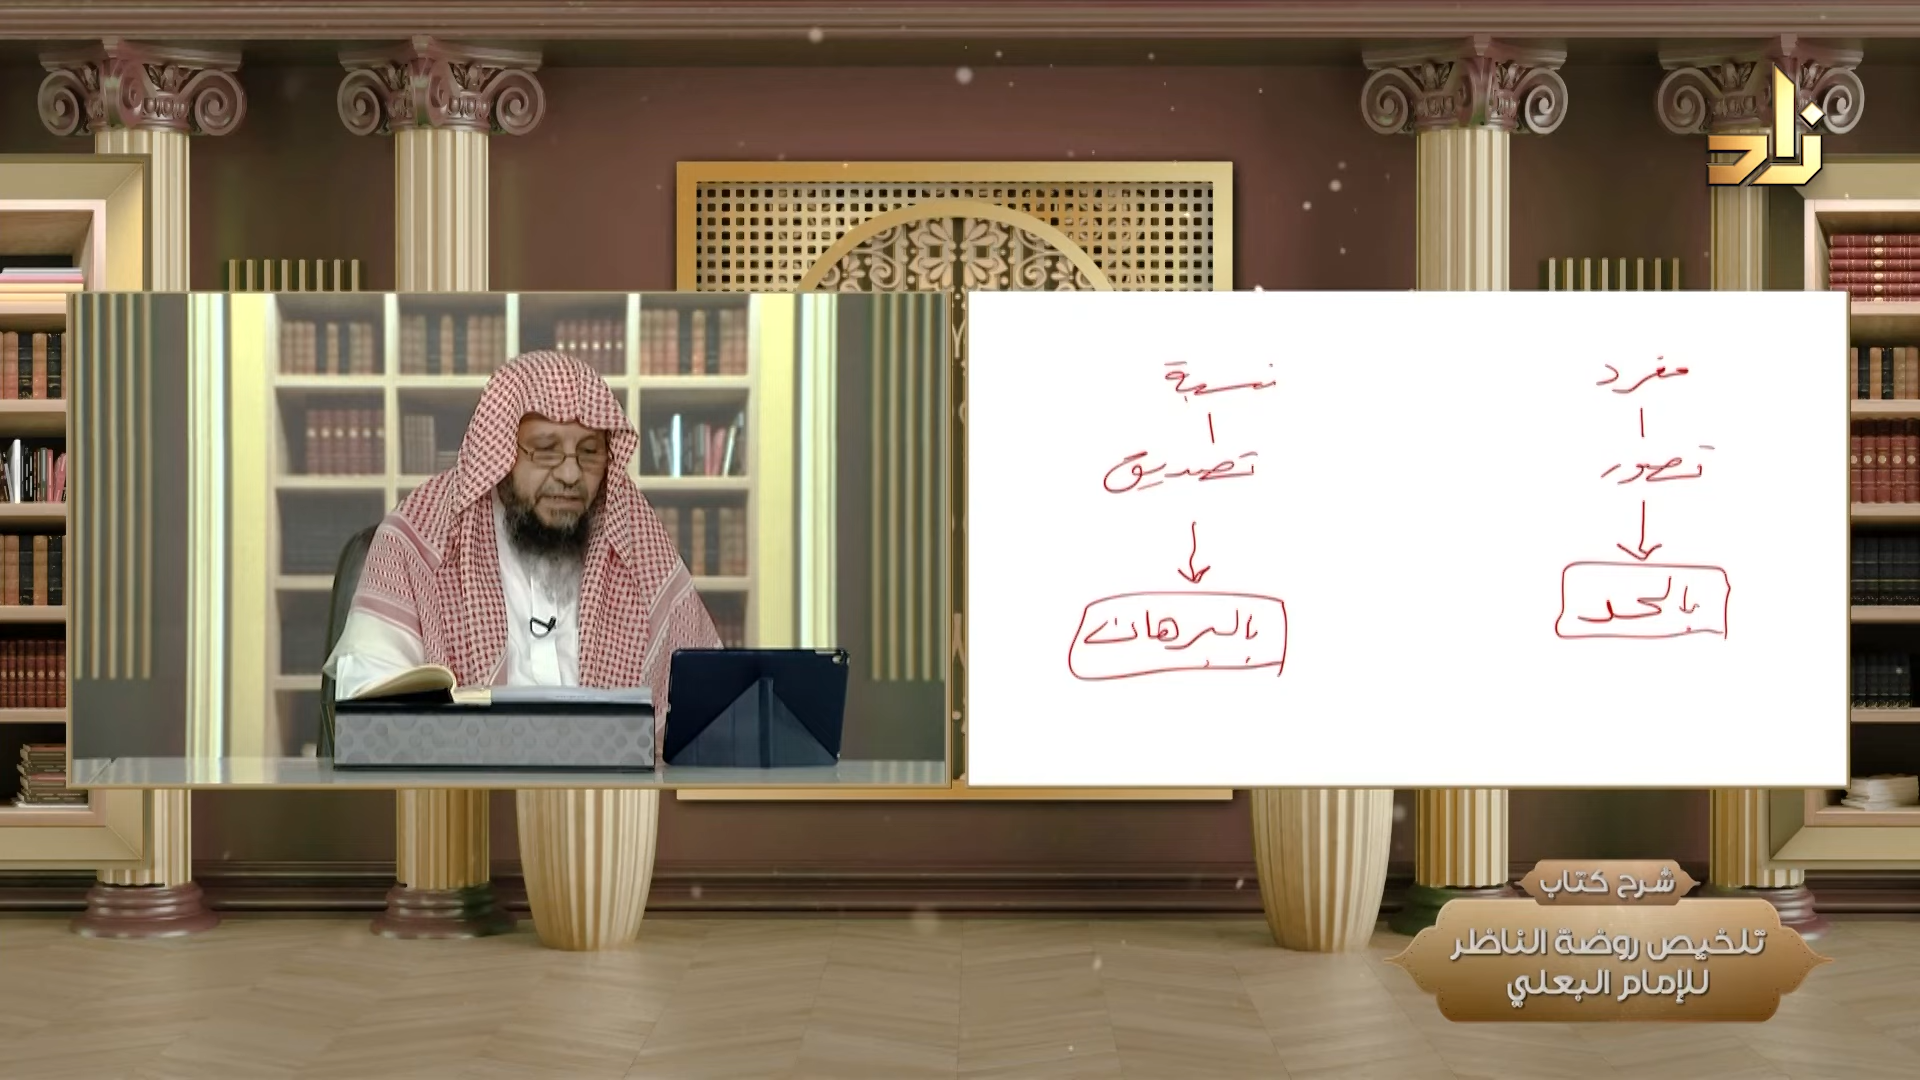 زاد
مفرد
تصور
بالحد
نسبة
تصديق
بالبرهان
شرح كتاب
تلخيص روضة الناظر
للإمام البعلي